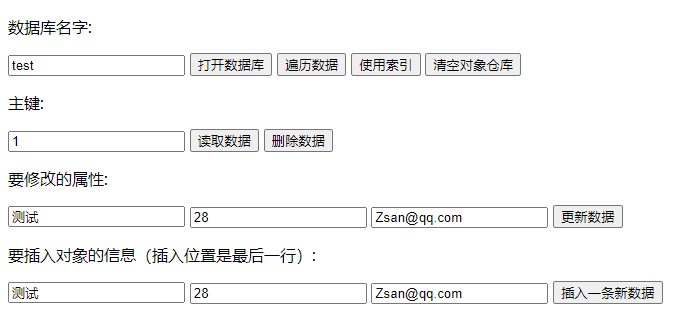 数据库名字:
test 打开数据库 遍历数据 使用索引 清空对象仓库
主键:
1 读取数据 删除数据
要修改的属性:
测试 28 Zsan@qq.com 更新数据
要插入对象的信息（插入位置是最后一行）:
测试 28 Zsan@qq.com 插入一条新数据